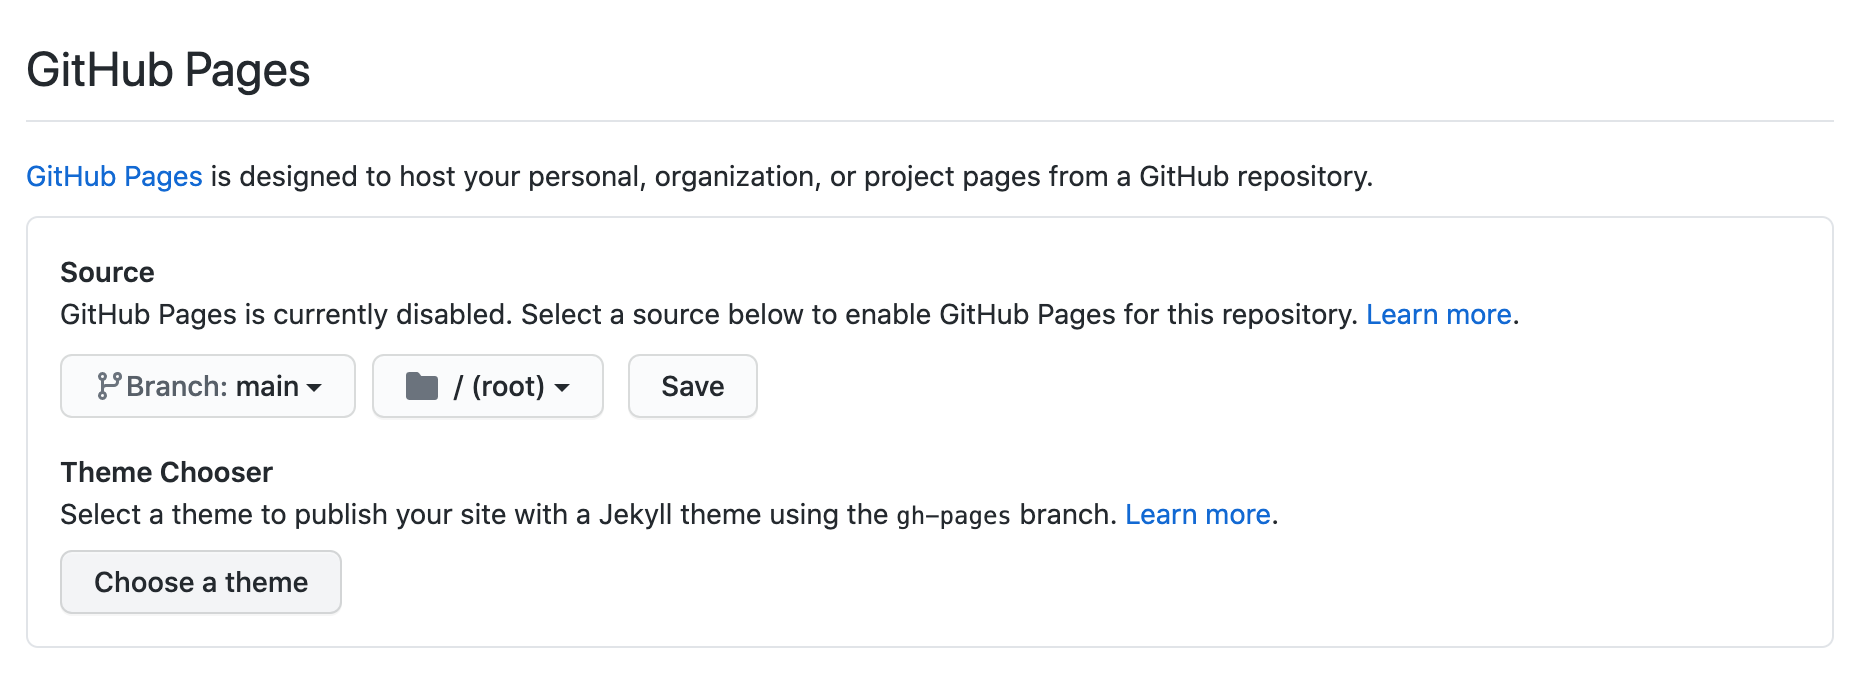 GitHub Pages
GitHub Pages is designed to host your personal, organization, or project pages from a GitHub repository.
Source
GitHub Pages is currently disabled. Select a source below to enable GitHub Pages for this repository. Learn more.
Branch: main / (root) Save
Theme Chooser
Select a theme to publish your site with a Jekyll theme using the gh-pages branch. Learn more.
Choose a theme